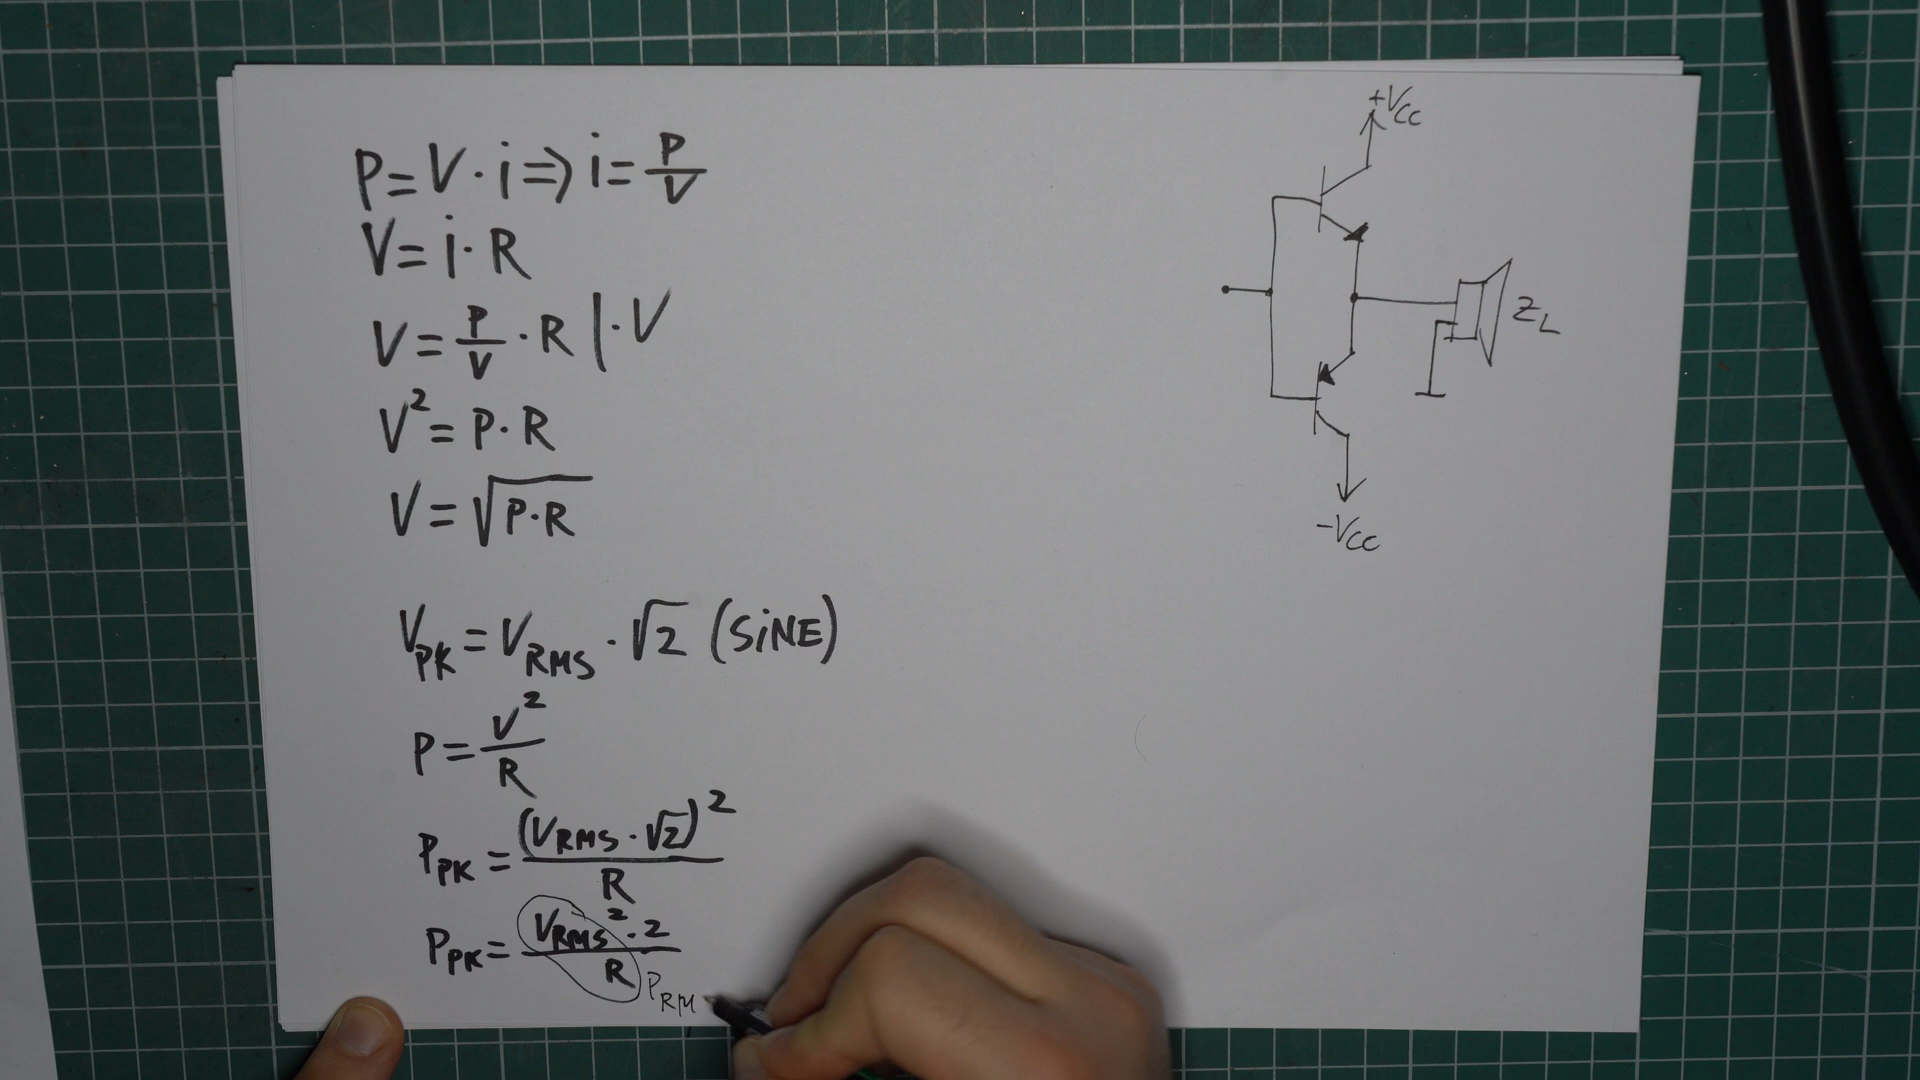 P = V · i ⇒ i = P/V
V = i · R
V = P/V · R | · V
V² = P · R
V = √(P · R)
V_PK = V_RMS · √2 (SiNE)
P = V²/R
P_PK = (V_RMS · √2)²/R
P_PK = V_RMS² · 2/R
P_RM
+V_CC
Z_L
-V_CC